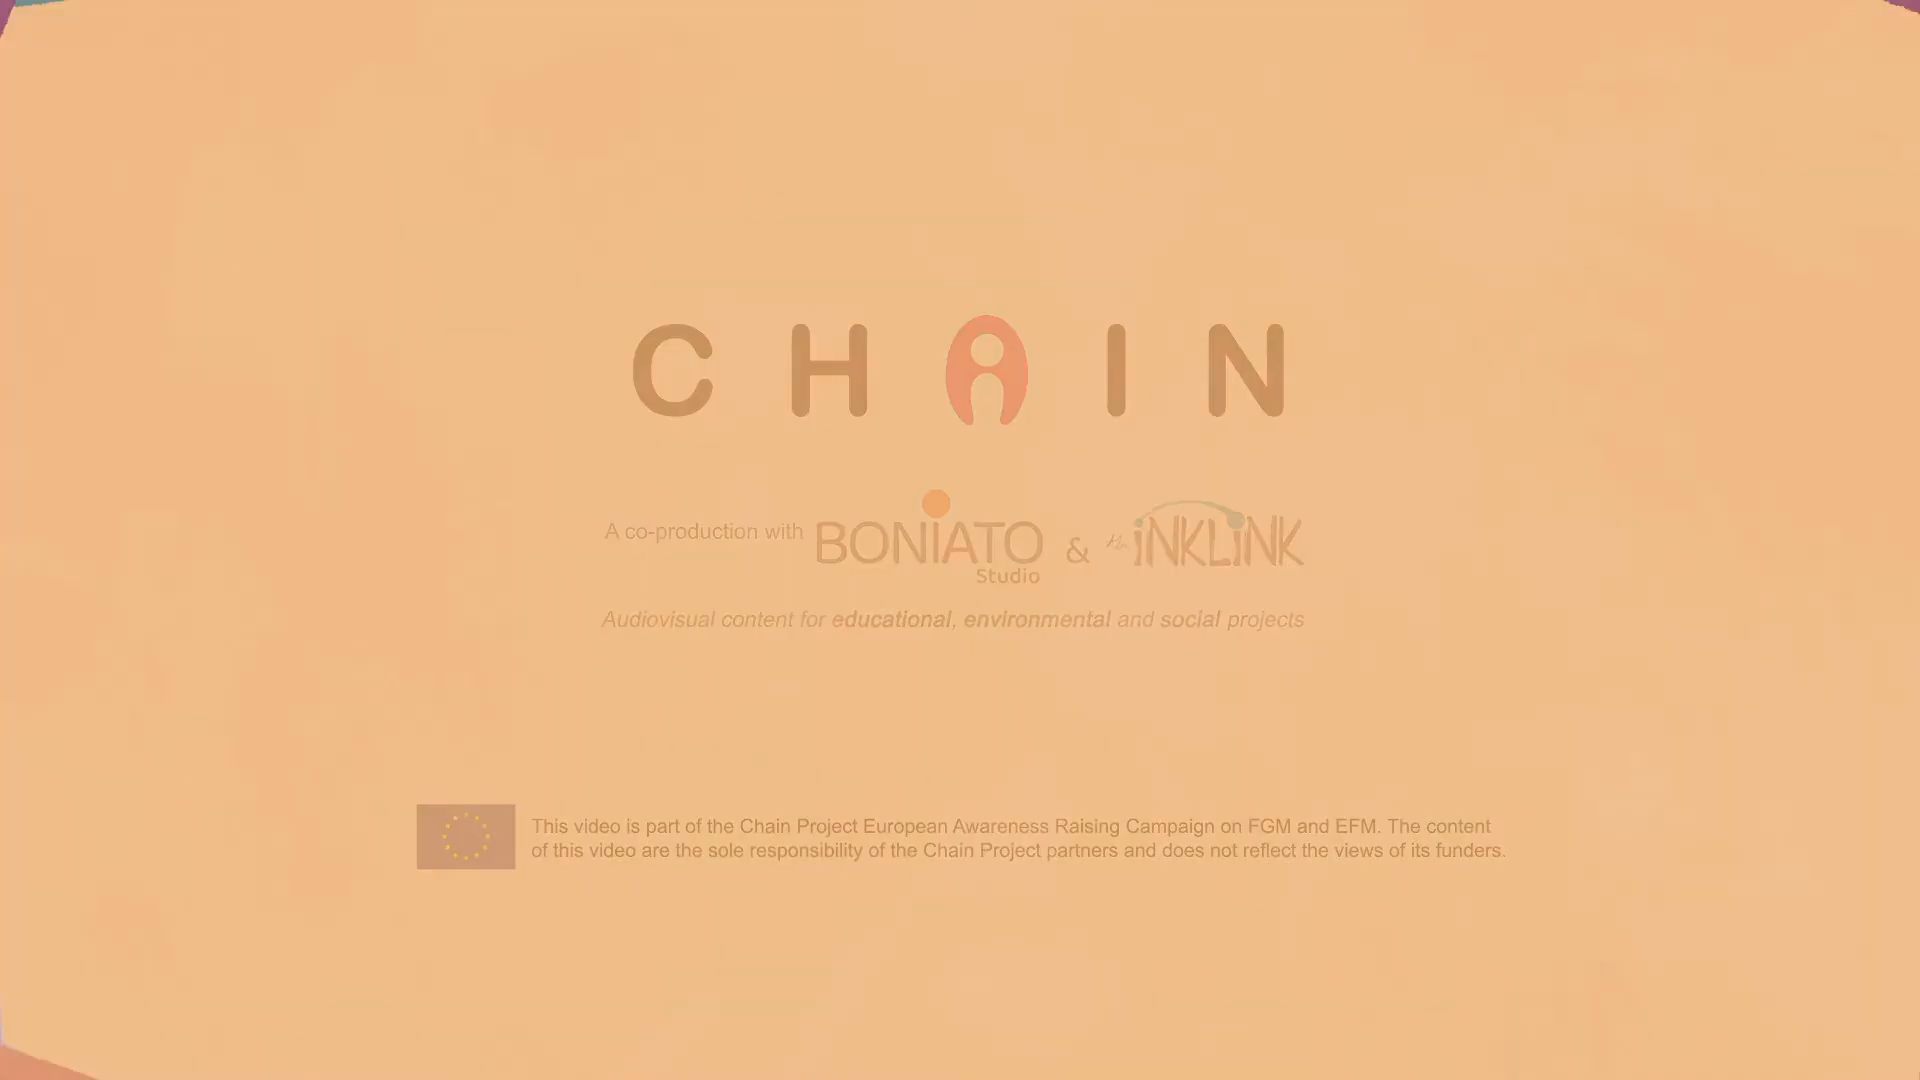 CHAIN
A co-production with BONIATO Studio & the iNKLiNK
Audiovisual content for educational, environmental and social projects
This video is part of the Chain Project European Awareness Raising Campaign on FGM and EFM. The content
of this video are the sole responsibility of the Chain Project partners and does not reflect the views of its funders.